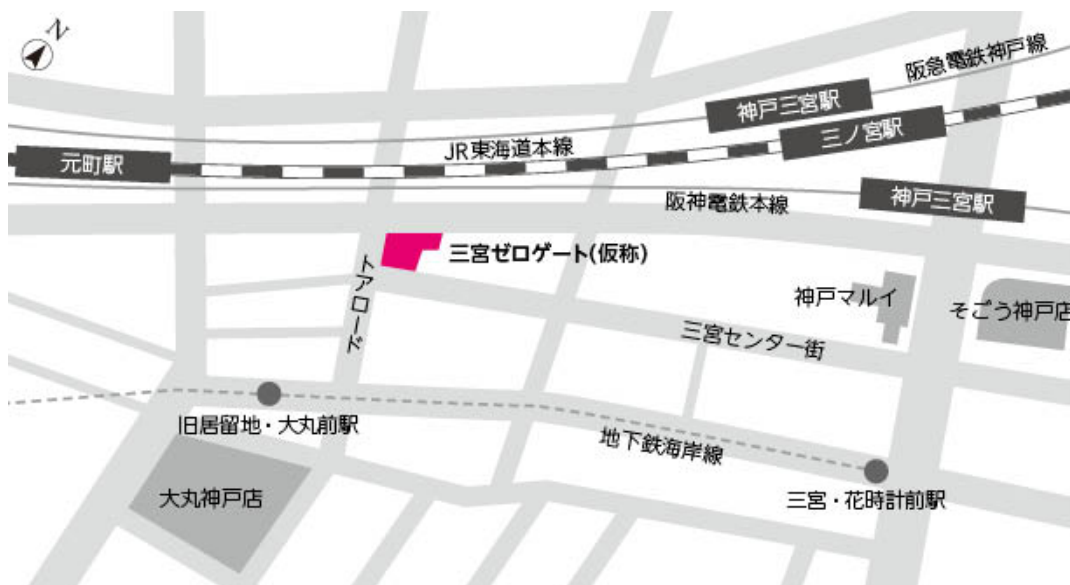 N
阪急電鉄神戸線
神戸三宮駅
三ノ宮駅
JR東海道本線
元町駅
神戸三宮駅
阪神電鉄本線
三宮ゼロゲート(仮称)
トアロード
神戸マルイ
そごう神戸店
三宮センター街
旧居留地・大丸前駅
地下鉄海岸線
大丸神戸店
三宮・花時計前駅